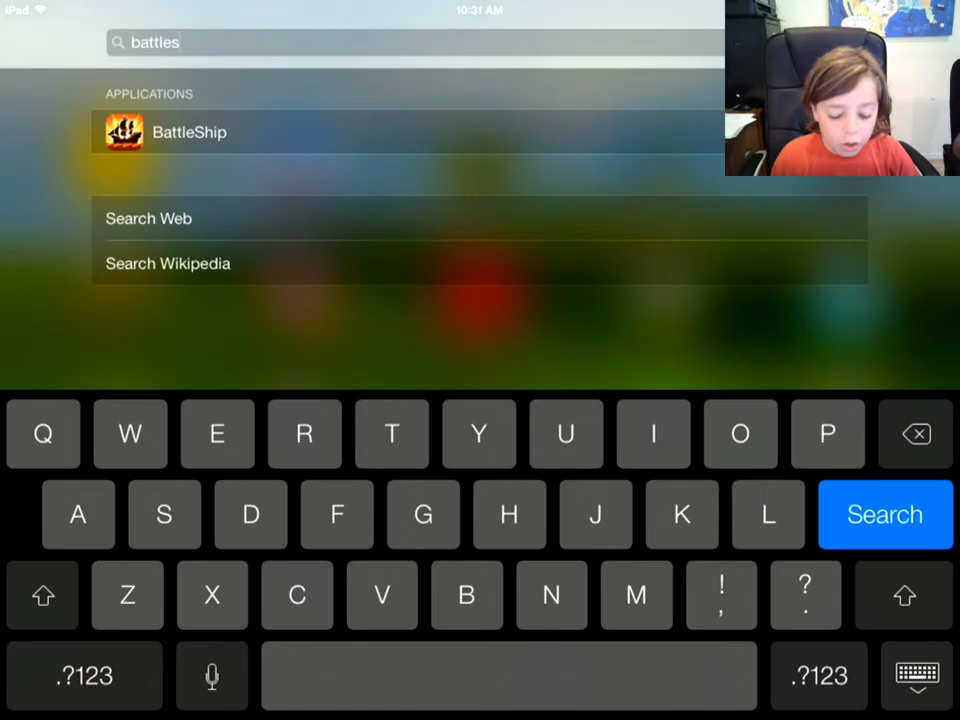 iPad 10:31 AM
battles
APPLICATIONS
BattleShip
Search Web
Search Wikipedia
Q W E R T Y U I O P
A S D F G H J K L Search
Z X C V B N M ! , ? .
.?123 .?123